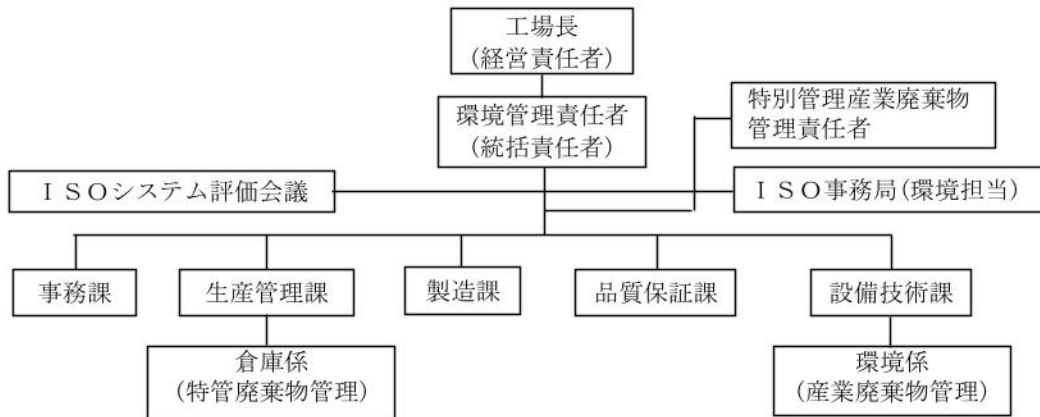 工場長
(経営責任者)
環境管理責任者
(統括責任者)
特別管理産業廃棄物
管理責任者
ISOシステム評価会議
ISO事務局(環境担当)
事務課
生産管理課
製造課
品質保証課
設備技術課
倉庫係
(特管廃棄物管理)
環境係
(産業廃棄物管理)